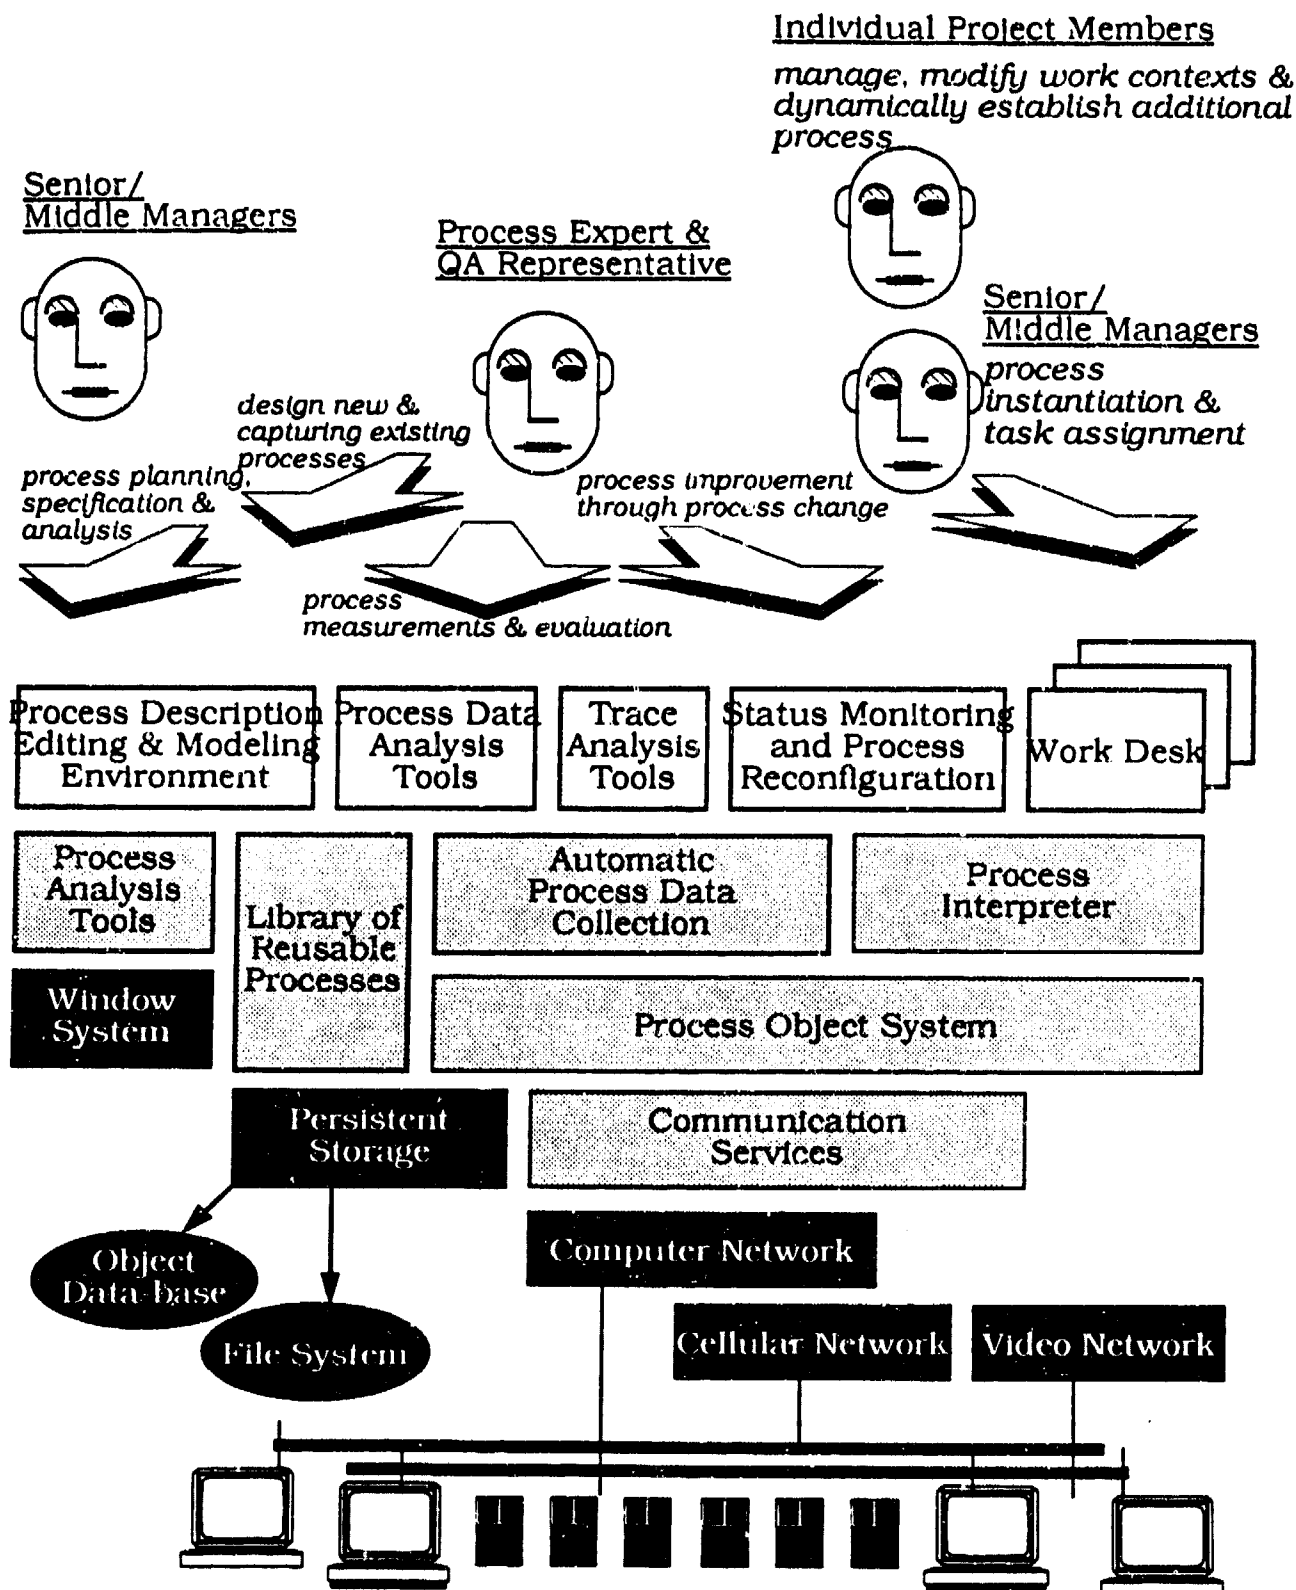 Individual Project Members
manage, modify work contexts &
dynamically establish additional
process
Senior/
Middle Managers
Process Expert &
QA Representative
Senior/
Middle Managers
process
instantiation &
task assignment
design new &
capturing existing
processes
process planning,
specification &
analysis
process improvement
through process change
process
measurements & evaluation
Process Description
Editing & Modeling
Environment
Process Data
Analysis
Tools
Trace
Analysis
Tools
Status Monitoring
and Process
Reconfiguration
Work Desk
Process
Analysis
Tools
Library of
Reusable
Processes
Automatic
Process Data
Collection
Process
Interpreter
Window
System
Process Object System
Persistent
Storage
Communication
Services
Object
Data-base
File System
Computer Network
Cellular Network
Video Network